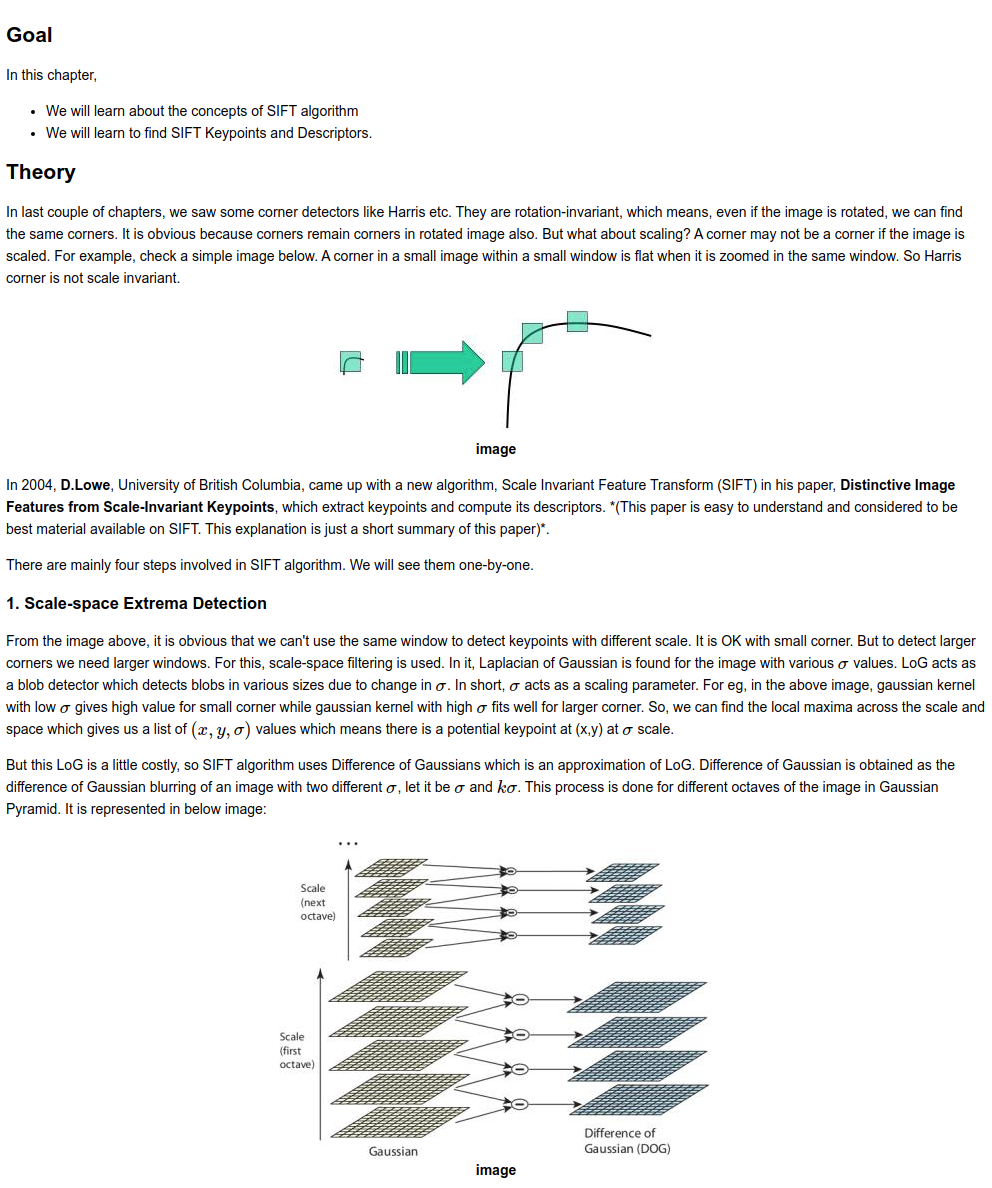 Goal
In this chapter,
• We will learn about the concepts of SIFT algorithm
• We will learn to find SIFT Keypoints and Descriptors.
Theory
In last couple of chapters, we saw some corner detectors like Harris etc. They are rotation-invariant, which means, even if the image is rotated, we can find
the same corners. It is obvious because corners remain corners in rotated image also. But what about scaling? A corner may not be a corner if the image is
scaled. For example, check a simple image below. A corner in a small image within a small window is flat when it is zoomed in the same window. So Harris
corner is not scale invariant.
image
In 2004, D.Lowe, University of British Columbia, came up with a new algorithm, Scale Invariant Feature Transform (SIFT) in his paper, Distinctive Image
Features from Scale-Invariant Keypoints, which extract keypoints and compute its descriptors. *(This paper is easy to understand and considered to be
best material available on SIFT. This explanation is just a short summary of this paper)*.
There are mainly four steps involved in SIFT algorithm. We will see them one-by-one.
1. Scale-space Extrema Detection
From the image above, it is obvious that we can't use the same window to detect keypoints with different scale. It is OK with small corner. But to detect larger
corners we need larger windows. For this, scale-space filtering is used. In it, Laplacian of Gaussian is found for the image with various σ values. LoG acts as
a blob detector which detects blobs in various sizes due to change in σ. In short, σ acts as a scaling parameter. For eg, in the above image, gaussian kernel
with low σ gives high value for small corner while gaussian kernel with high σ fits well for larger corner. So, we can find the local maxima across the scale and
space which gives us a list of (x, y, σ) values which means there is a potential keypoint at (x,y) at σ scale.
But this LoG is a little costly, so SIFT algorithm uses Difference of Gaussians which is an approximation of LoG. Difference of Gaussian is obtained as the
difference of Gaussian blurring of an image with two different σ, let it be σ and kσ. This process is done for different octaves of the image in Gaussian
Pyramid. It is represented in below image:
...
Scale
(next
octave)
Scale
(first
octave)
Gaussian
Difference of
Gaussian (DOG)
image